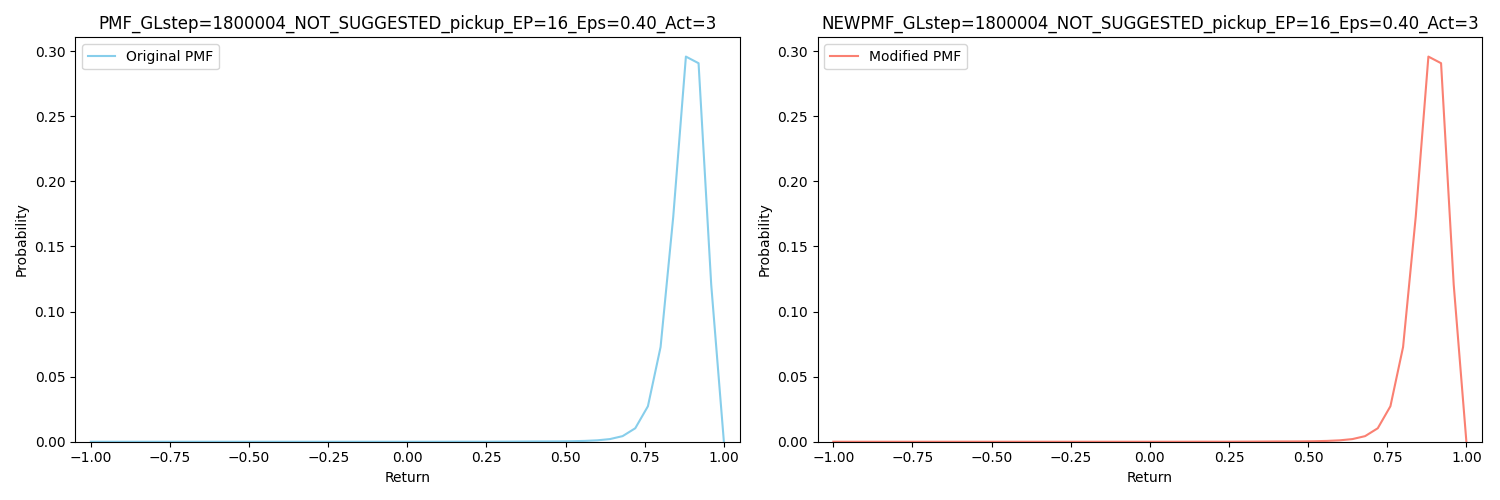 PMF_GLstep=1800004_NOT_SUGGESTED_pickup_EP=16_Eps=0.40_Act=3
Original PMF
0.30
0.25
0.20
0.15
0.10
0.05
0.00
Probability
−1.00 −0.75 −0.50 −0.25 0.00 0.25 0.50 0.75 1.00
Return
NEWPMF_GLstep=1800004_NOT_SUGGESTED_pickup_EP=16_Eps=0.40_Act=3
Modified PMF
0.30
0.25
0.20
0.15
0.10
0.05
0.00
Probability
−1.00 −0.75 −0.50 −0.25 0.00 0.25 0.50 0.75 1.00
Return